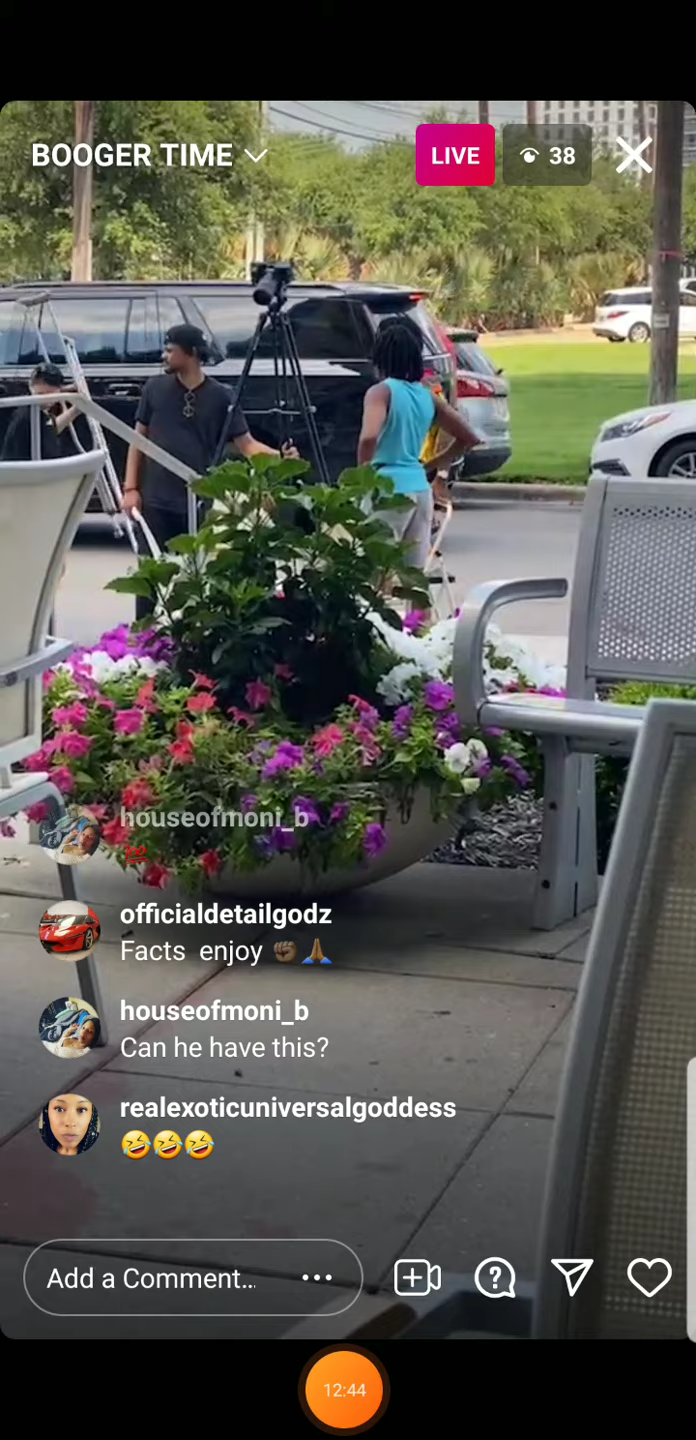 BOOGER TIME
LIVE
38
houseofmoni_b
💯
officialdetailgodz
Facts enjoy ✊🏾🙏🏾
houseofmoni_b
Can he have this?
realexoticuniversalgoddess
🤣🤣🤣
Add a Comment...
12:44